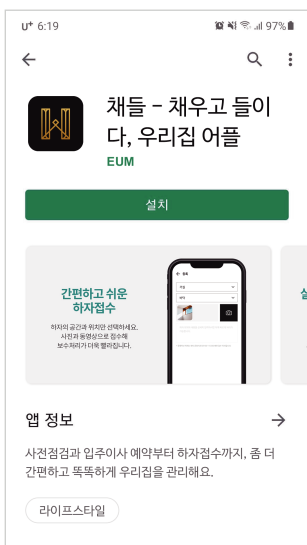 U⁺ 6:19 97%
채들 - 채우고 들이
다, 우리집 어플
EUM
설치
간편하고 쉬운
하자접수
하자의 공간과 위치만 선택하세요.
사진과 동영상으로 접수해
보수처리가 더욱 빨라집니다.
앱 정보
사전점검과 입주이사 예약부터 하자접수까지, 좀 더
간편하고 똑똑하게 우리집을 관리해요.
라이프스타일